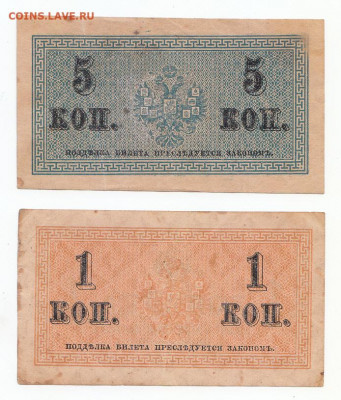 COINS.LAVE.RU
5 5
КОП. КОП.
ПОДДѢЛКА БИЛЕТА ПРЕСЛѢДУЕТСЯ ЗАКОНОМЪ.
1 1
КОП. КОП.
ПОДДѢЛКА БИЛЕТА ПРЕСЛѢДУЕТСЯ ЗАКОНОМЪ.